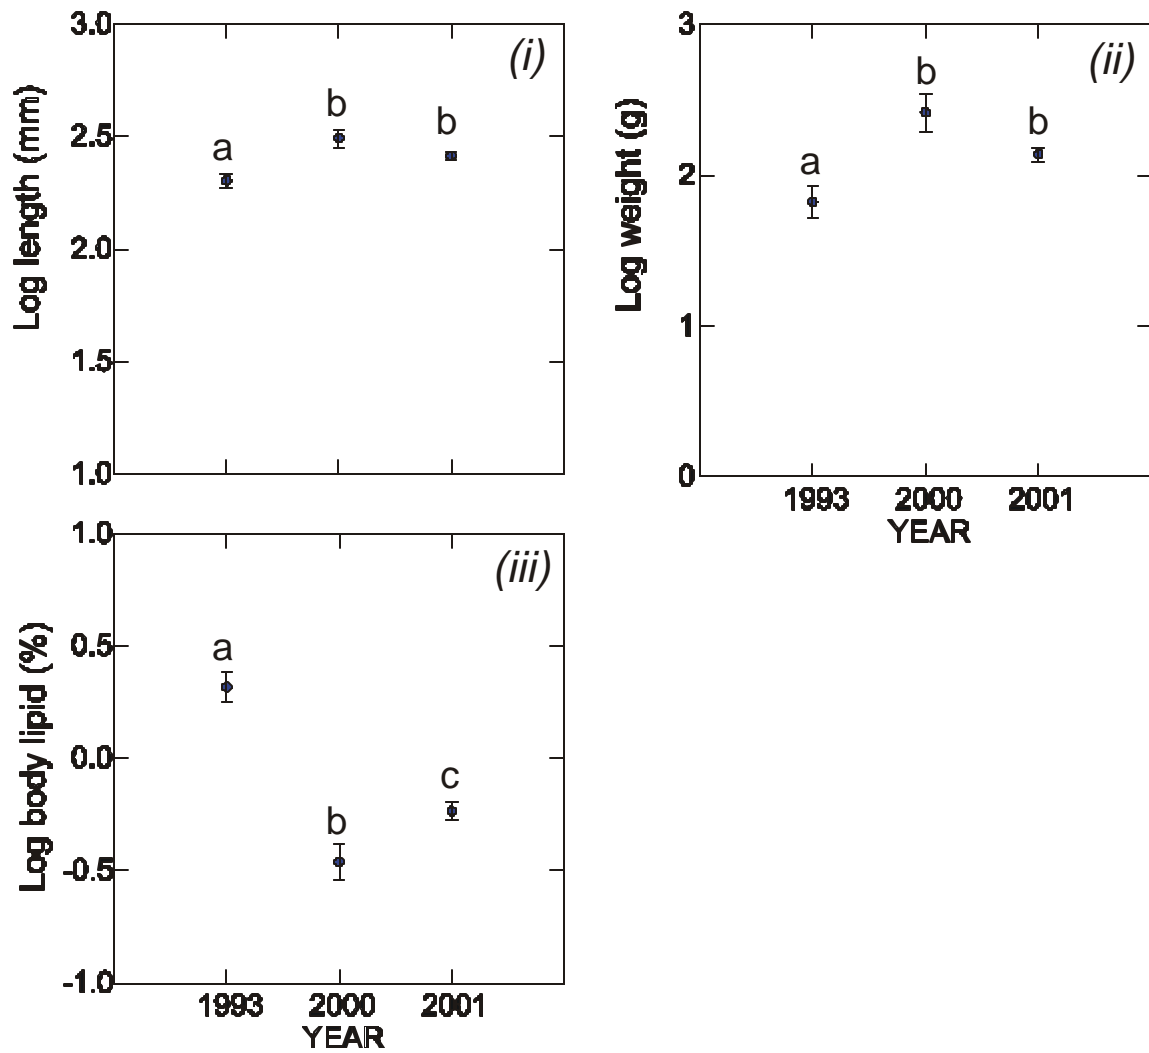 (i)
Log length (mm)
3.0
2.5
2.0
1.5
1.0
a
b
b
(ii)
Log weight (g)
3
2
1
0
a
b
b
1993 2000 2001
YEAR
(iii)
Log body lipid (%)
1.0
0.5
0.0
-0.5
-1.0
a
b
c
1993 2000 2001
YEAR